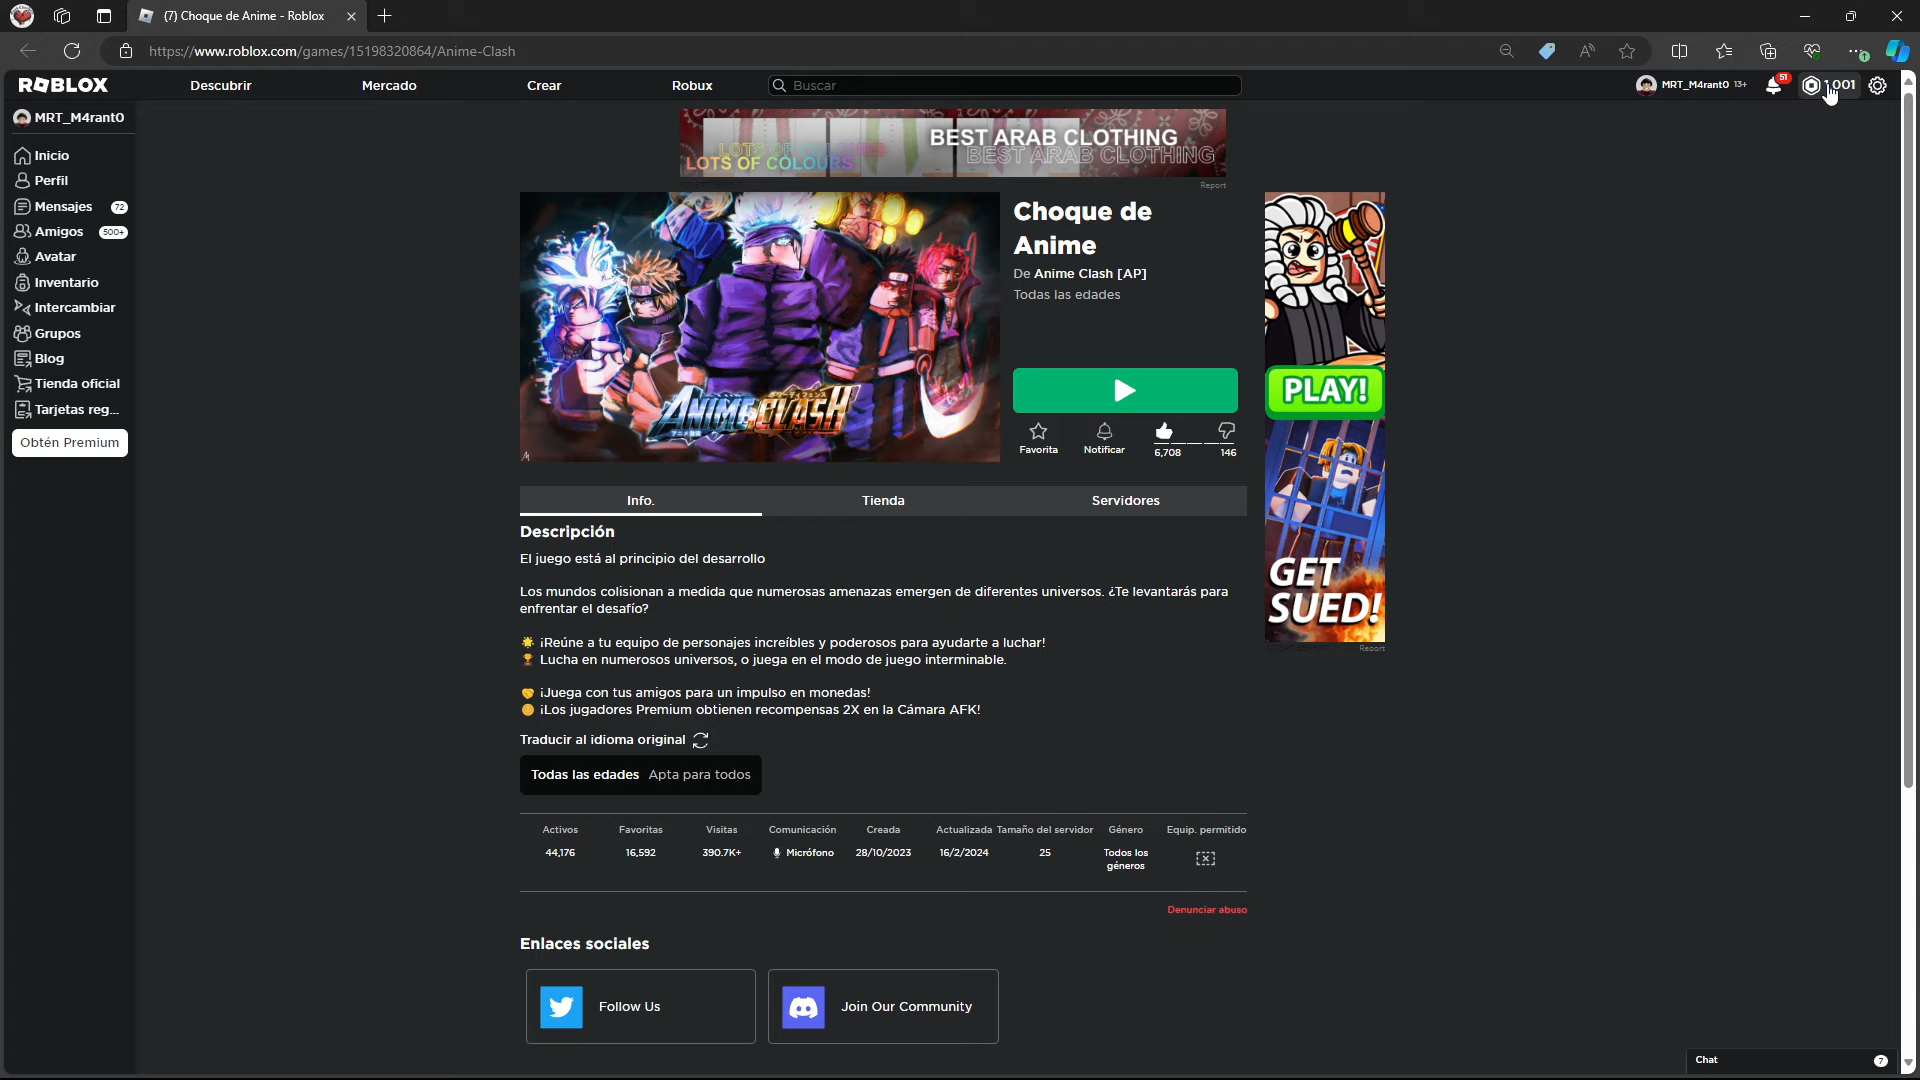 (7) Choque de Anime - Roblox
https://www.roblox.com/games/15198320864/Anime-Clash
ROBLOX
Descubrir
Mercado
Crear
Robux
Buscar
MRT_M4rant0 13+
51
1,001
MRT_M4rant0
Inicio
Perfil
Mensajes 72
Amigos 500+
Avatar
Inventario
Intercambiar
Grupos
Blog
Tienda oficial
Tarjetas reg...
Obtén Premium
LOTS OF COLOURS
BEST ARAB CLOTHING
BEST ARAB CLOTHING
Report
ANIME CLASH
Choque de
Anime
De Anime Clash [AP]
Todas las edades
Favorita
Notificar
6,708
146
PLAY!
GET
SUED!
Report
Info.
Tienda
Servidores
Descripción
El juego está al principio del desarrollo
Los mundos colisionan a medida que numerosas amenazas emergen de diferentes universos. ¿Te levantarás para
enfrentar el desafío?
🌟 ¡Reúne a tu equipo de personajes increíbles y poderosos para ayudarte a luchar!
🏆 Lucha en numerosos universos, o juega en el modo de juego interminable.
🤝 ¡Juega con tus amigos para un impulso en monedas!
🪙 ¡Los jugadores Premium obtienen recompensas 2X en la Cámara AFK!
Traducir al idioma original
Todas las edades Apta para todos
Activos Favoritas Visitas Comunicación Creada Actualizada Tamaño del servidor Género Equip. permitido
44,176 16,592 390.7K+ Micrófono 28/10/2023 16/2/2024 25 Todos los
géneros
Denunciar abuso
Enlaces sociales
Follow Us
Join Our Community
Chat 7